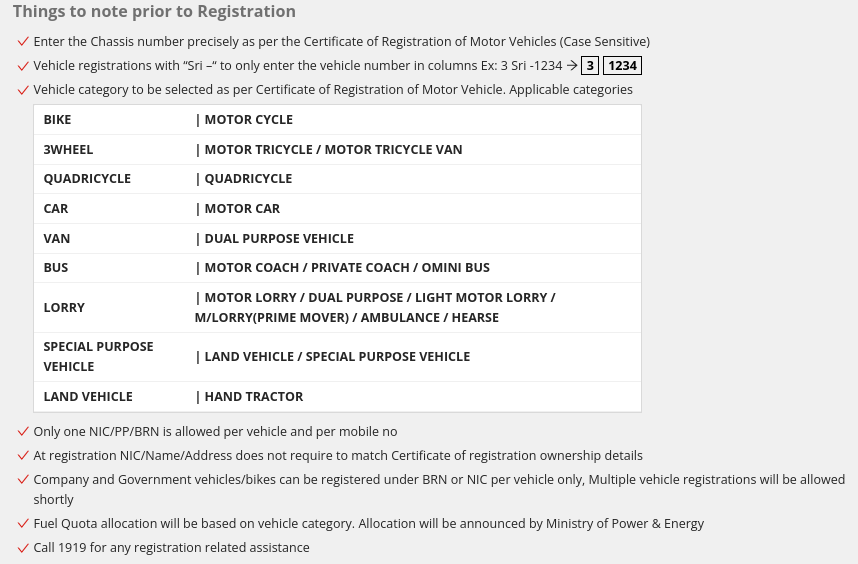 Things to note prior to Registration
Enter the Chassis number precisely as per the Certificate of Registration of Motor Vehicles (Case Sensitive)
Vehicle registrations with “Sri –“ to only enter the vehicle number in columns Ex: 3 Sri -1234 → 3 1234
Vehicle category to be selected as per Certificate of Registration of Motor Vehicle. Applicable categories
BIKE | MOTOR CYCLE
3WHEEL | MOTOR TRICYCLE / MOTOR TRICYCLE VAN
QUADRICYCLE | QUADRICYCLE
CAR | MOTOR CAR
VAN | DUAL PURPOSE VEHICLE
BUS | MOTOR COACH / PRIVATE COACH / OMINI BUS
LORRY | MOTOR LORRY / DUAL PURPOSE / LIGHT MOTOR LORRY /
M/LORRY(PRIME MOVER) / AMBULANCE / HEARSE
SPECIAL PURPOSE
VEHICLE | LAND VEHICLE / SPECIAL PURPOSE VEHICLE
LAND VEHICLE | HAND TRACTOR
Only one NIC/PP/BRN is allowed per vehicle and per mobile no
At registration NIC/Name/Address does not require to match Certificate of registration ownership details
Company and Government vehicles/bikes can be registered under BRN or NIC per vehicle only, Multiple vehicle registrations will be allowed
shortly
Fuel Quota allocation will be based on vehicle category. Allocation will be announced by Ministry of Power & Energy
Call 1919 for any registration related assistance